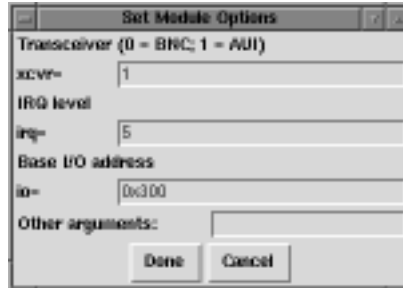 Set Module Options
Transceiver (0 = BNC; 1 = AUI)
xcvr= 1
IRQ level
irq= 5
Base I/O address
io= 0x300
Other arguments:
Done Cancel